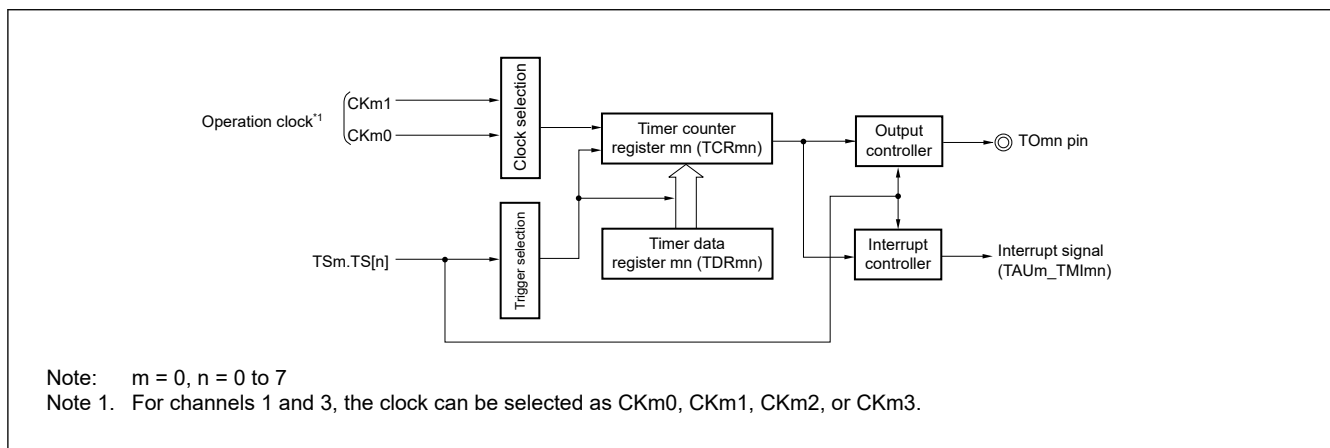 Operation clock*1
CKm1
CKm0
Clock selection
Timer counter
register mn (TCRmn)
Output
controller
TOmn pin
TSm.TS[n]
Trigger selection
Timer data
register mn (TDRmn)
Interrupt
controller
Interrupt signal
(TAUm_TMImn)
Note: m = 0, n = 0 to 7
Note 1. For channels 1 and 3, the clock can be selected as CKm0, CKm1, CKm2, or CKm3.